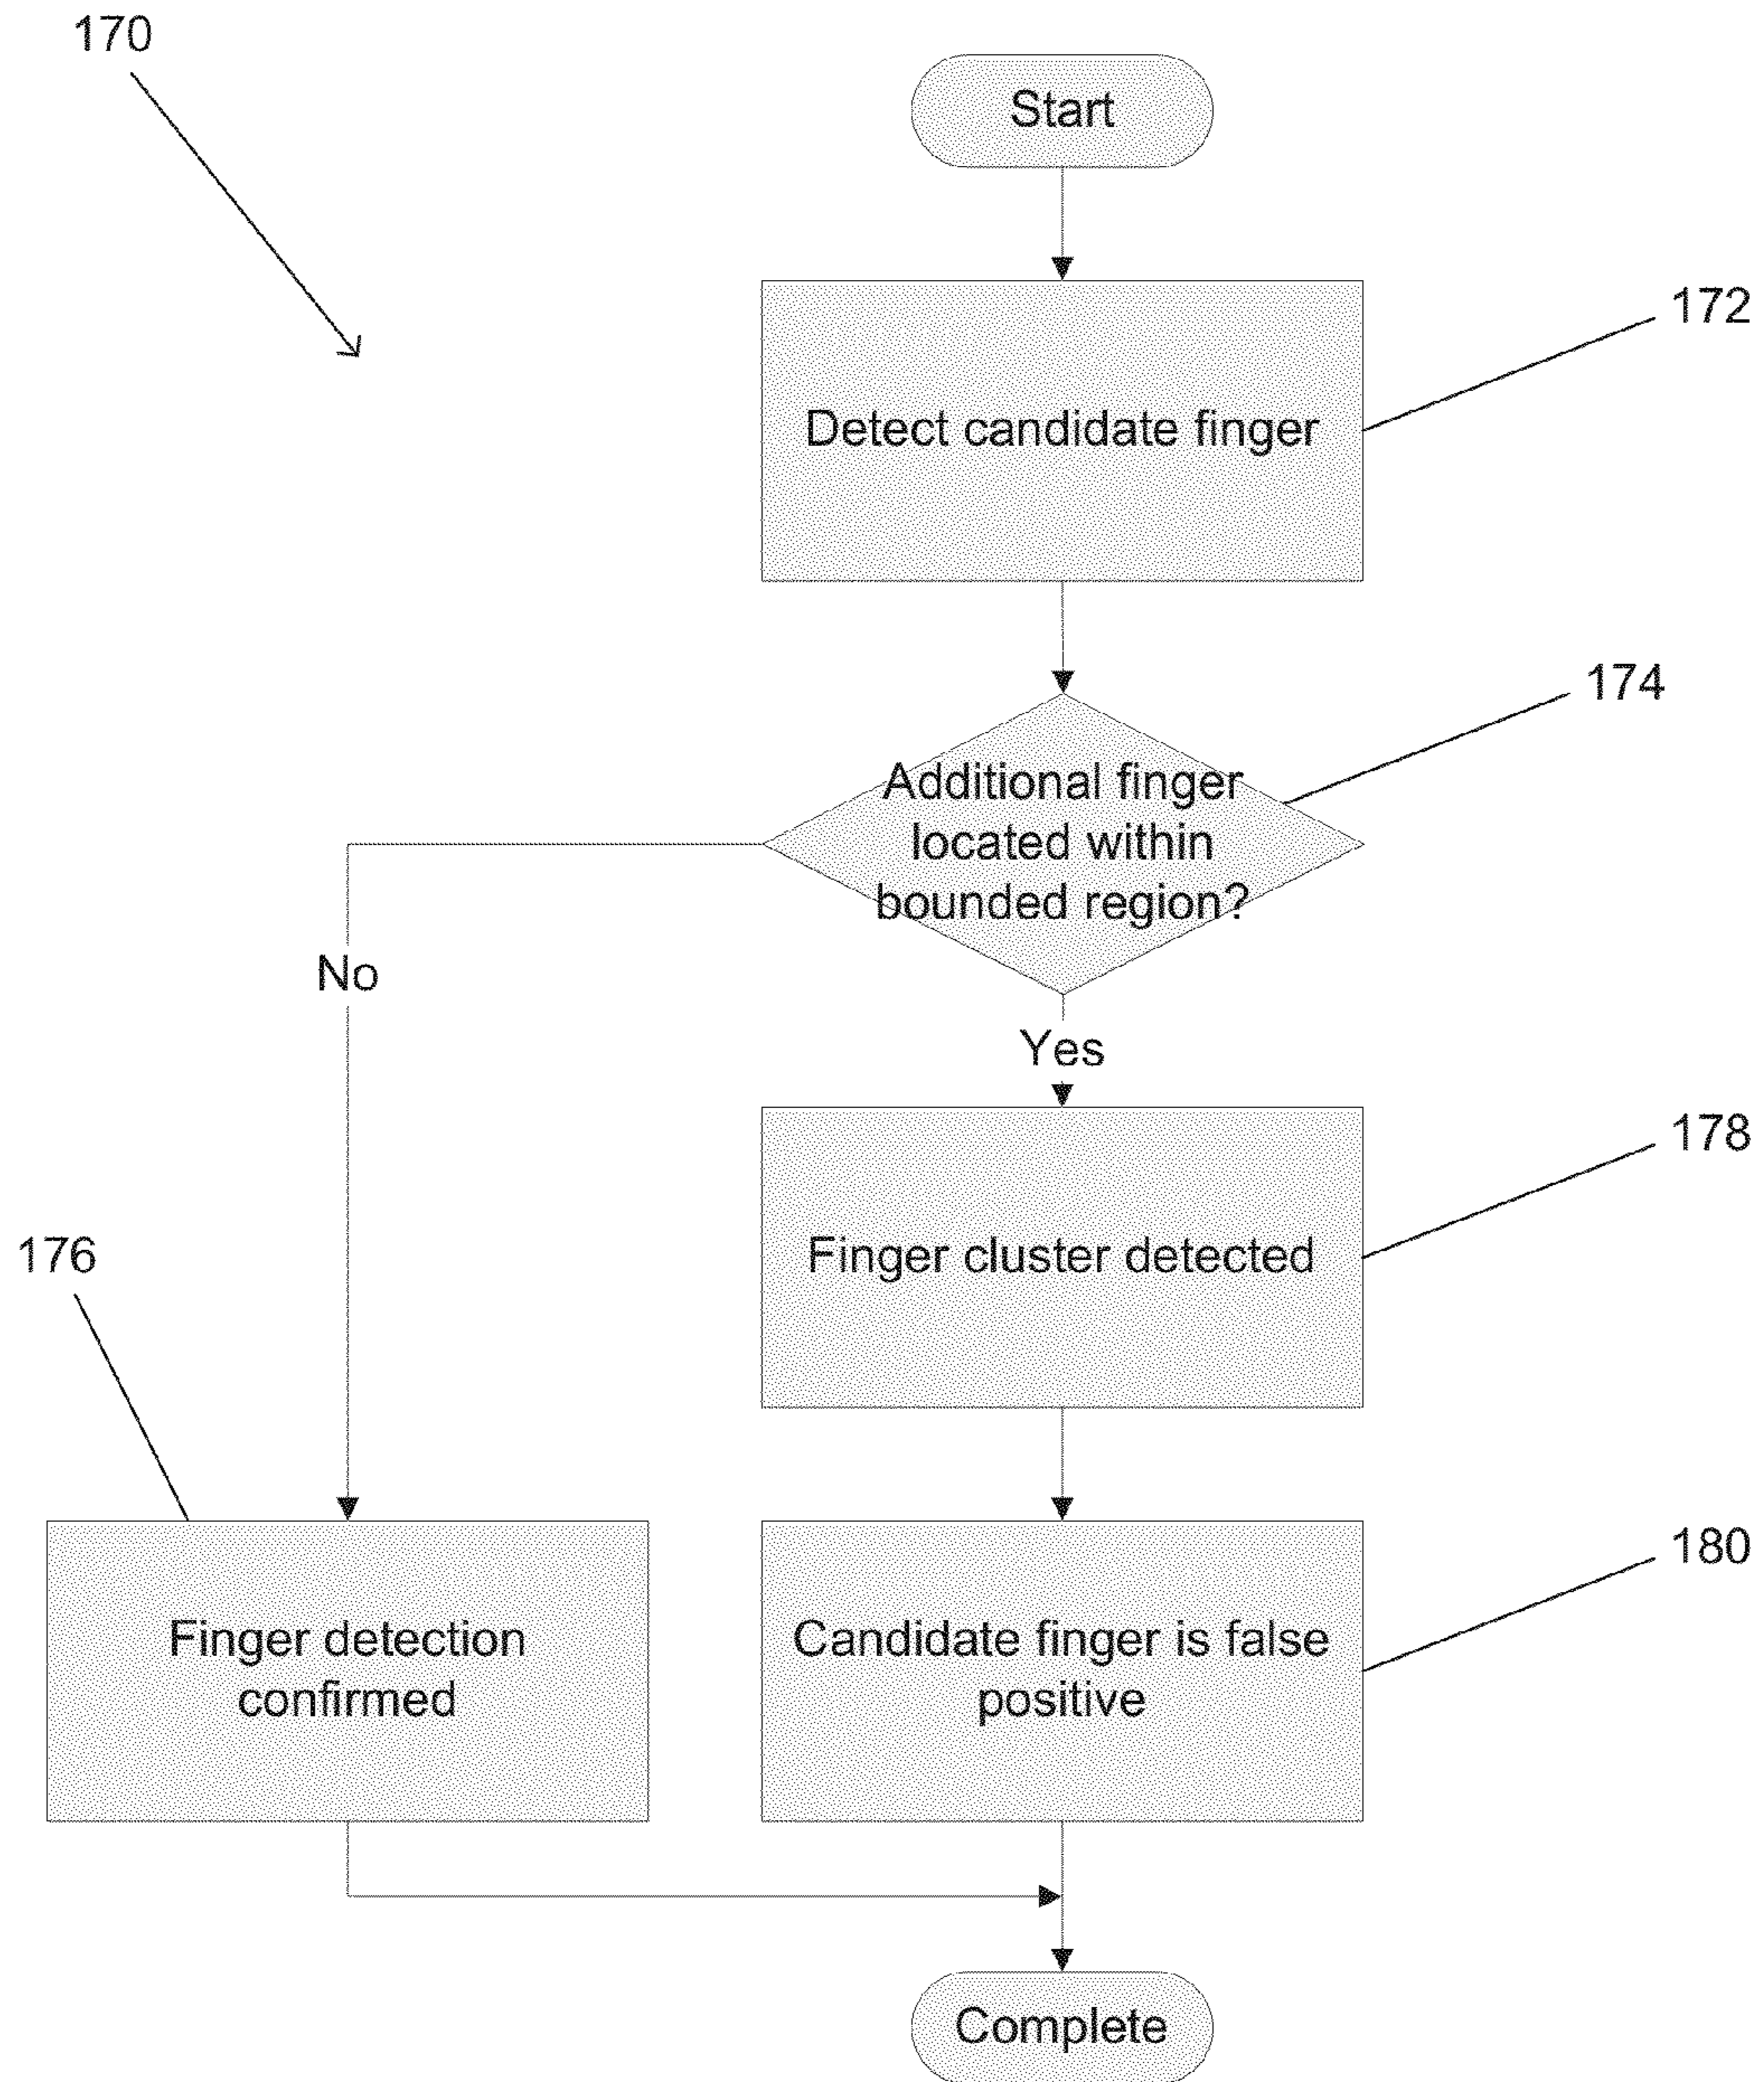 170
Start
172
Detect candidate finger
174
Additional finger
located within
bounded region?
No
Yes
178
Finger cluster detected
176
180
Finger detection
confirmed
Candidate finger is false
positive
Complete